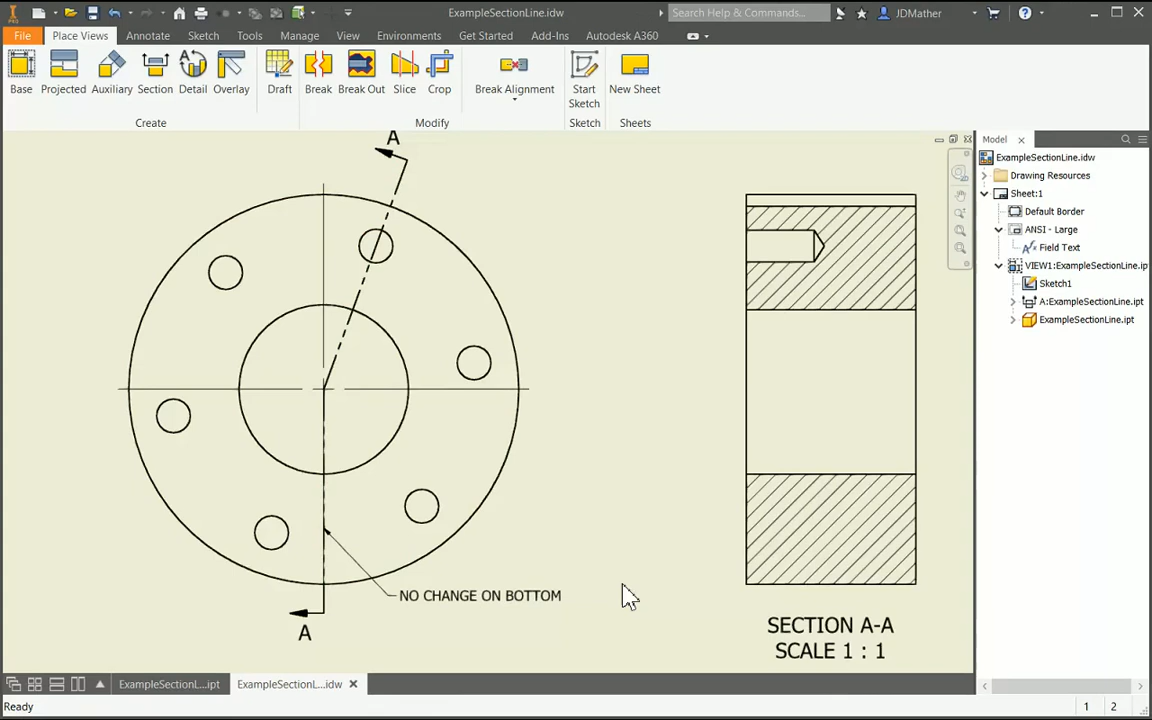 PRO
ExampleSectionLine.idw
Search Help & Commands...
JDMather
File
Place Views
Annotate
Sketch
Tools
Manage
View
Environments
Get Started
Add-Ins
Autodesk A360
Base
Projected
Auxiliary
Section
Detail
Overlay
Draft
Break
Break Out
Slice
Crop
Break Alignment
Start
Sketch
New Sheet
Create
Modify
Sketch
Sheets
A
A
NO CHANGE ON BOTTOM
SECTION A-A
SCALE 1 : 1
Model
ExampleSectionLine.idw
Drawing Resources
Sheet:1
Default Border
ANSI - Large
Field Text
VIEW1:ExampleSectionLine.ip
Sketch1
A:ExampleSectionLine.ipt
ExampleSectionLine.ipt
ExampleSectionL...ipt
ExampleSectionL...idw
Ready
1
2